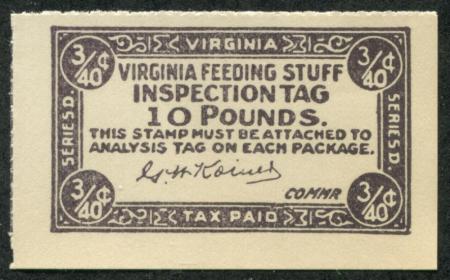 VIRGINIA
3/40¢ 3/40¢
VIRGINIA FEEDING STUFF
INSPECTION TAG
10 POUNDS.
THIS STAMP MUST BE ATTACHED TO
ANALYSIS TAG ON EACH PACKAGE.
SERIES D. SERIES D.
G. W. Koiner
COMMR
3/40¢ 3/40¢
TAX PAID